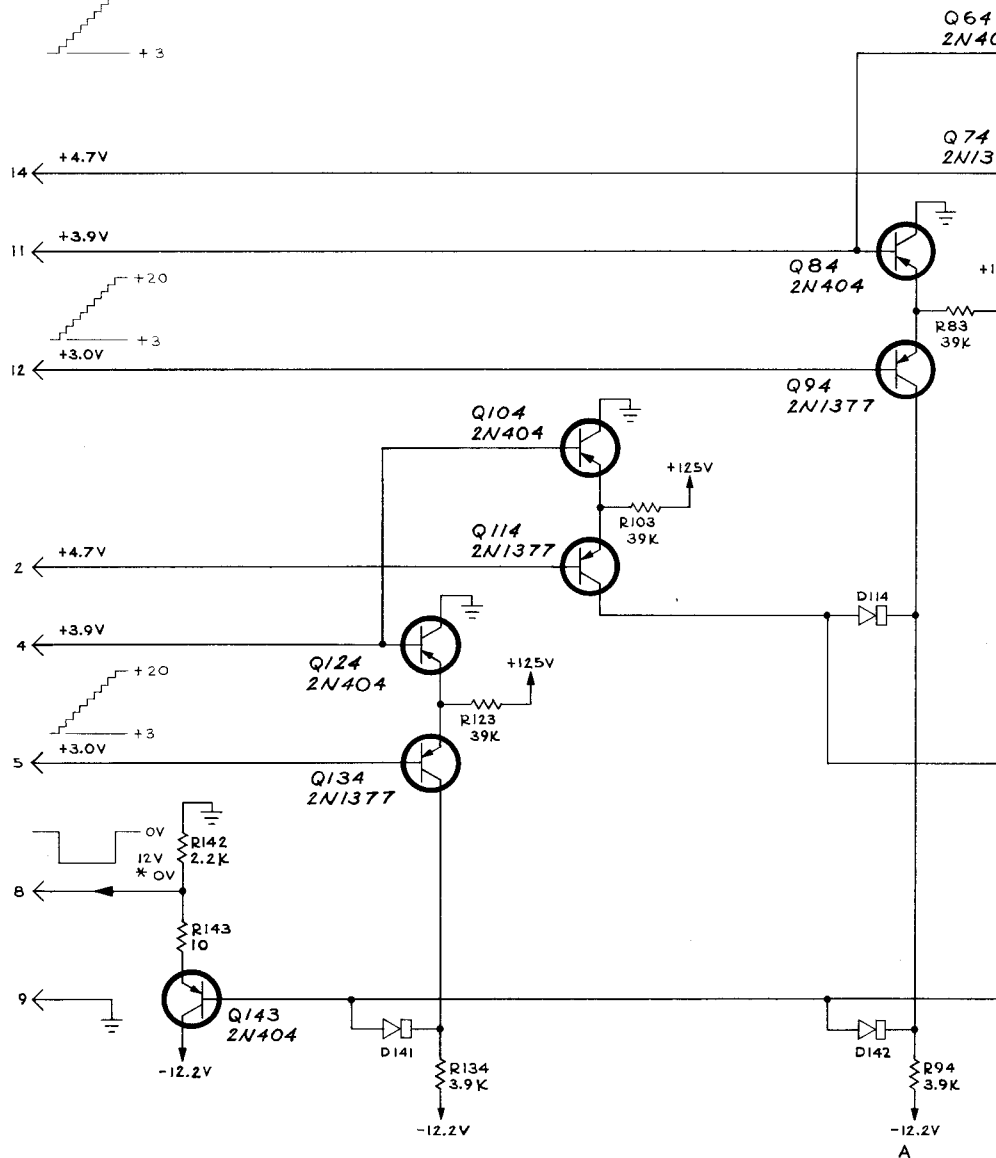 Q64
+3
Q74
14 +4.7V
11 +3.9V
Q84
2N404
+20
+3
R83
39K
12 +3.0V
Q94
2N1377
Q104
2N404
+125V
R103
39K
Q114
2N1377
2 +4.7V
D114
4 +3.9V
Q124
2N404
+125V
+20
R123
39K
+3
5 +3.0V
Q134
2N1377
0V
R142
2.2K
12V
* 0V
8
R143
10
9
Q143
2N404
D141
D142
-12.2V
R134
3.9K
R94
3.9K
-12.2V
-12.2V
A